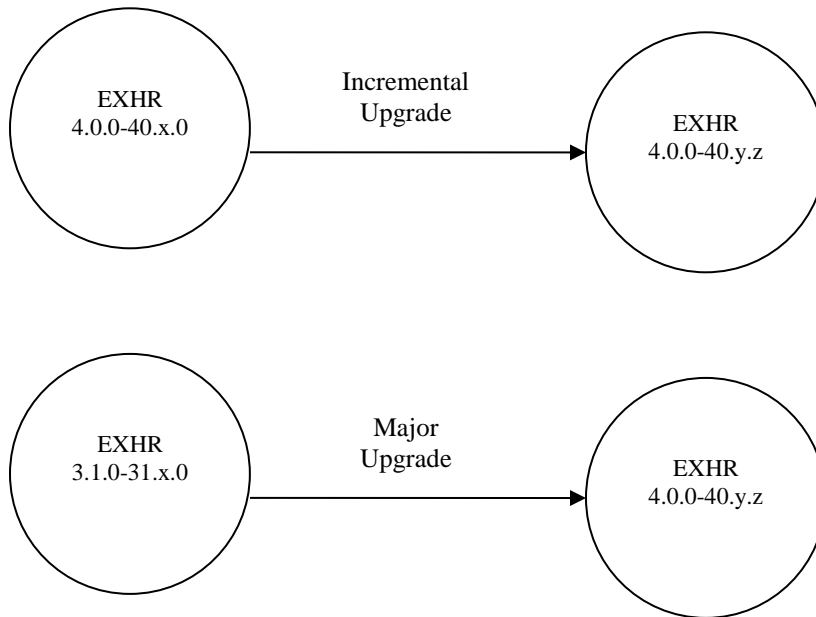 EXHR
4.0.0-40.x.0
Incremental
Upgrade
EXHR
4.0.0-40.y.z
EXHR
3.1.0-31.x.0
Major
Upgrade
EXHR
4.0.0-40.y.z